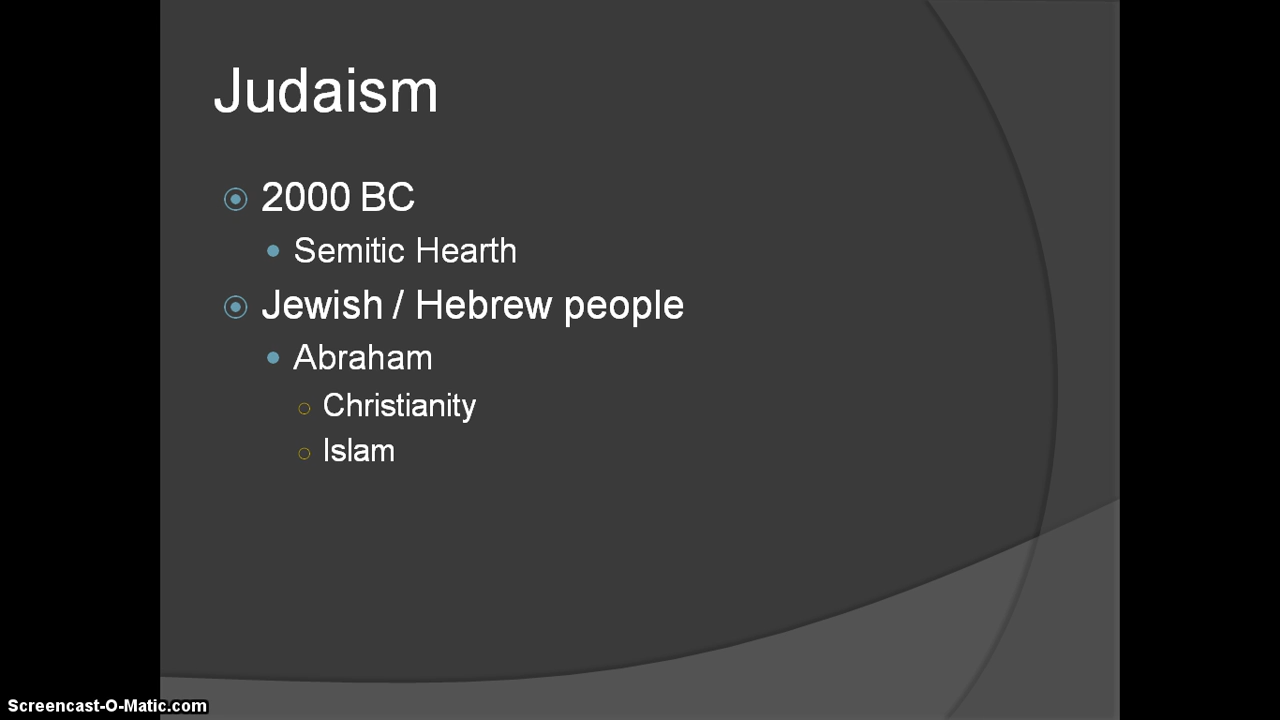 Judaism
2000 BC
Semitic Hearth
Jewish / Hebrew people
Abraham
Christianity
Islam
Screencast-O-Matic.com